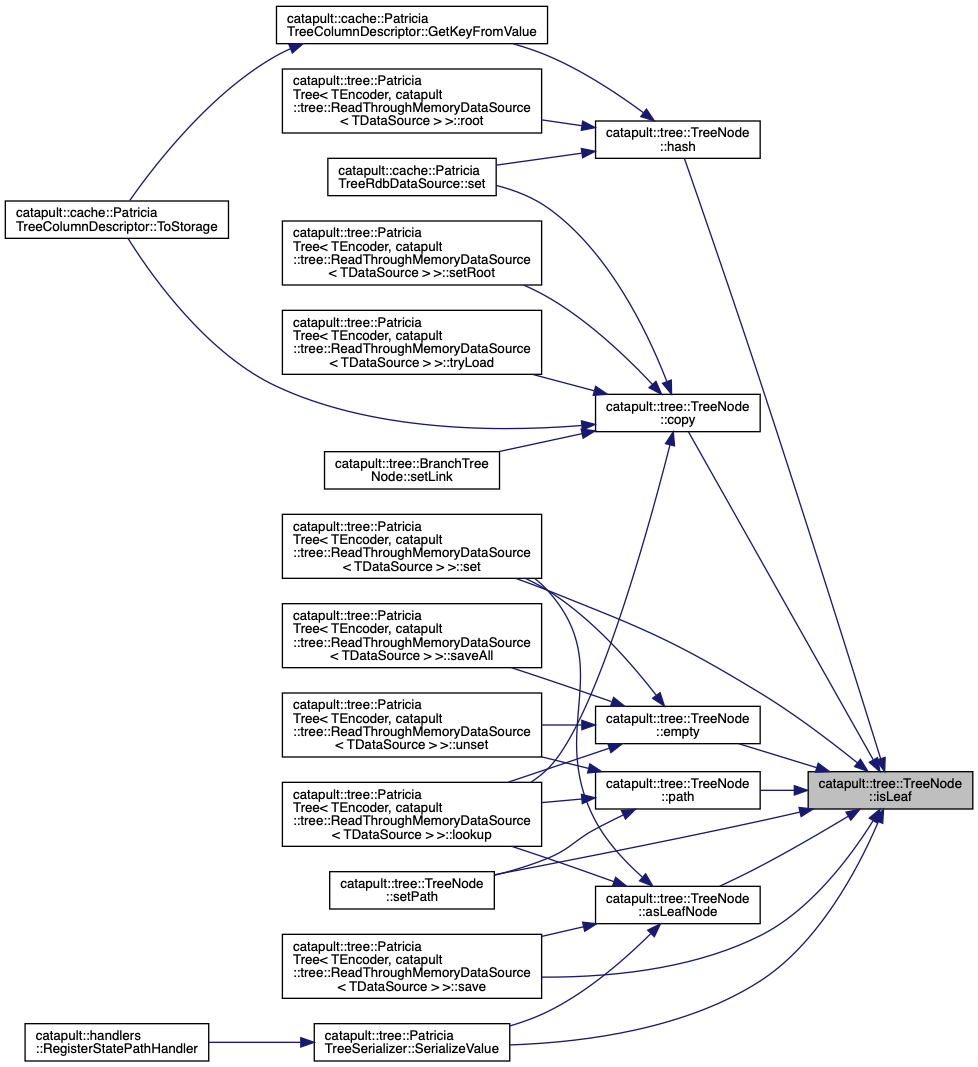 catapult::cache::Patricia
TreeColumnDescriptor::GetKeyFromValue
catapult::tree::Patricia
Tree< TEncoder, catapult
::tree::ReadThroughMemoryDataSource
< TDataSource > >::root
catapult::tree::TreeNode
::hash
catapult::cache::Patricia
TreeRdbDataSource::set
catapult::cache::Patricia
TreeColumnDescriptor::ToStorage
catapult::tree::Patricia
Tree< TEncoder, catapult
::tree::ReadThroughMemoryDataSource
< TDataSource > >::setRoot
catapult::tree::Patricia
Tree< TEncoder, catapult
::tree::ReadThroughMemoryDataSource
< TDataSource > >::tryLoad
catapult::tree::TreeNode
::copy
catapult::tree::BranchTree
Node::setLink
catapult::tree::Patricia
Tree< TEncoder, catapult
::tree::ReadThroughMemoryDataSource
< TDataSource > >::set
catapult::tree::Patricia
Tree< TEncoder, catapult
::tree::ReadThroughMemoryDataSource
< TDataSource > >::saveAll
catapult::tree::Patricia
Tree< TEncoder, catapult
::tree::ReadThroughMemoryDataSource
< TDataSource > >::unset
catapult::tree::TreeNode
::empty
catapult::tree::TreeNode
::path
catapult::tree::TreeNode
::isLeaf
catapult::tree::Patricia
Tree< TEncoder, catapult
::tree::ReadThroughMemoryDataSource
< TDataSource > >::lookup
catapult::tree::TreeNode
::setPath
catapult::tree::TreeNode
::asLeafNode
catapult::tree::Patricia
Tree< TEncoder, catapult
::tree::ReadThroughMemoryDataSource
< TDataSource > >::save
catapult::handlers
::RegisterStatePathHandler
catapult::tree::Patricia
TreeSerializer::SerializeValue